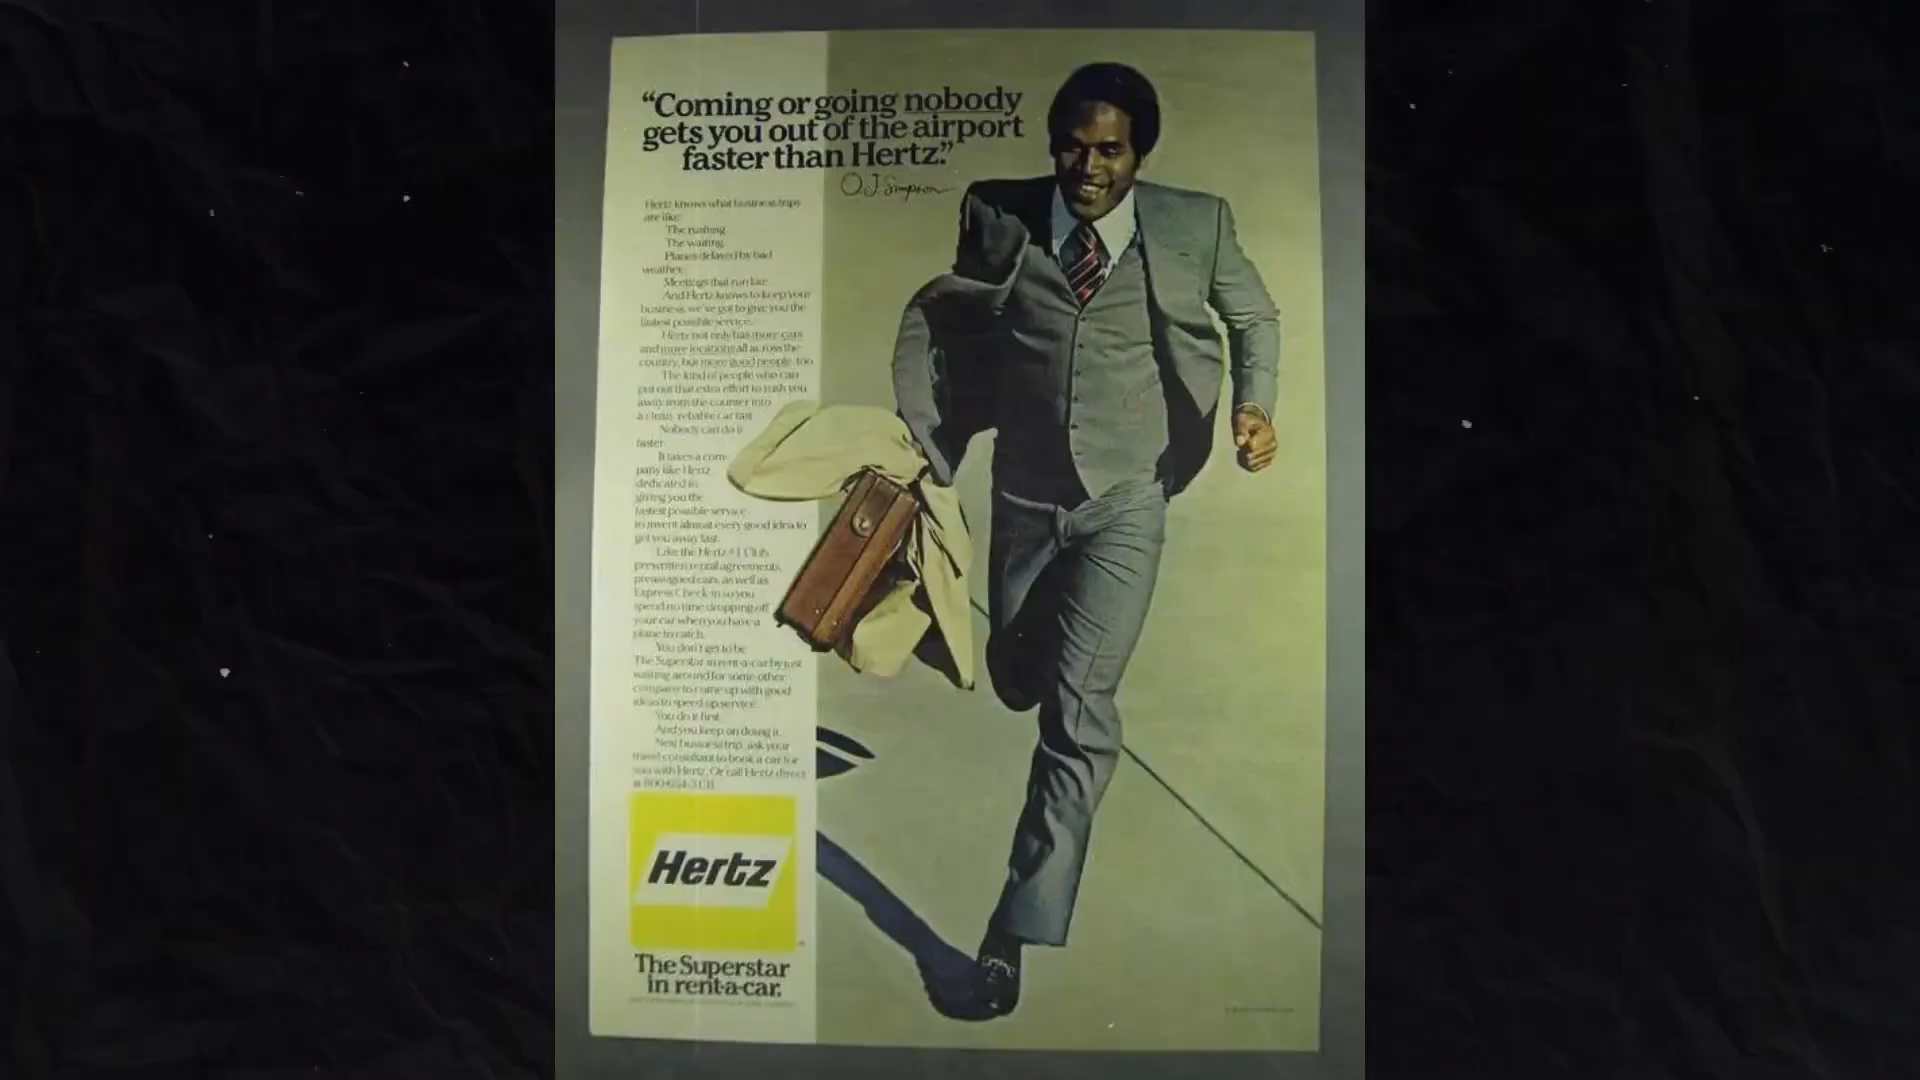 “Coming or going nobody
gets you out of the airport
faster than Hertz.”
O.J. Simpson
Hertz knows what business trips
are like:
The rushing.
The waiting.
Planes delayed by bad
weather.
Meetings that run late.
And Hertz knows to keep your
business, we've got to give you the
fastest possible service.
Hertz not only has more cars
and more locations all across the
country, but more good people, too.
The kind of people who can
put out that extra effort to rush you
away from the counter into
a clean, reliable car fast.
Nobody can do it
faster.
It takes a com-
pany like Hertz
dedicated to
giving you the
fastest possible service
to invent almost every good idea to
get you away fast.
Like the Hertz #1 Club,
prewritten rental agreements,
preassigned cars, as well as
Express Check-in so you
spend no time dropping off
your car when you have a
plane to catch.
You don't get to be
The Superstar in rent-a-car by just
waiting around for some other
company to come up with good
ideas to speed up service.
You do it first.
And you keep on doing it.
Next business trip, ask your
travel consultant to book a car for
you with Hertz. Or call Hertz direct
at 800-654-3131.
Hertz
The Superstar
in rent-a-car.